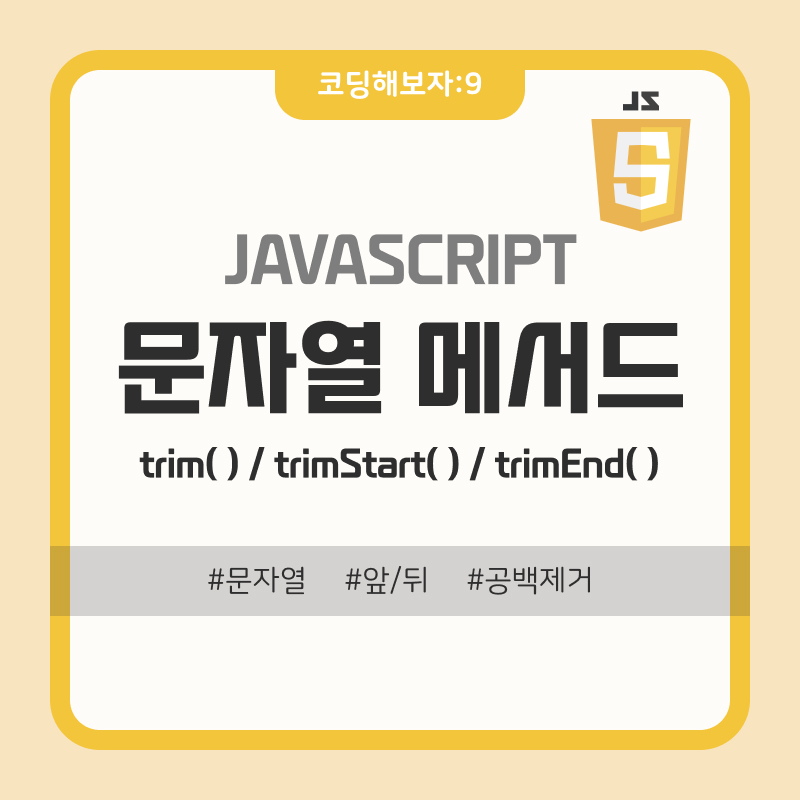 코딩해보자:9
JS
5
JAVASCRIPT
문자열 메서드
trim( ) / trimStart( ) / trimEnd( )
#문자열 #앞/뒤 #공백제거